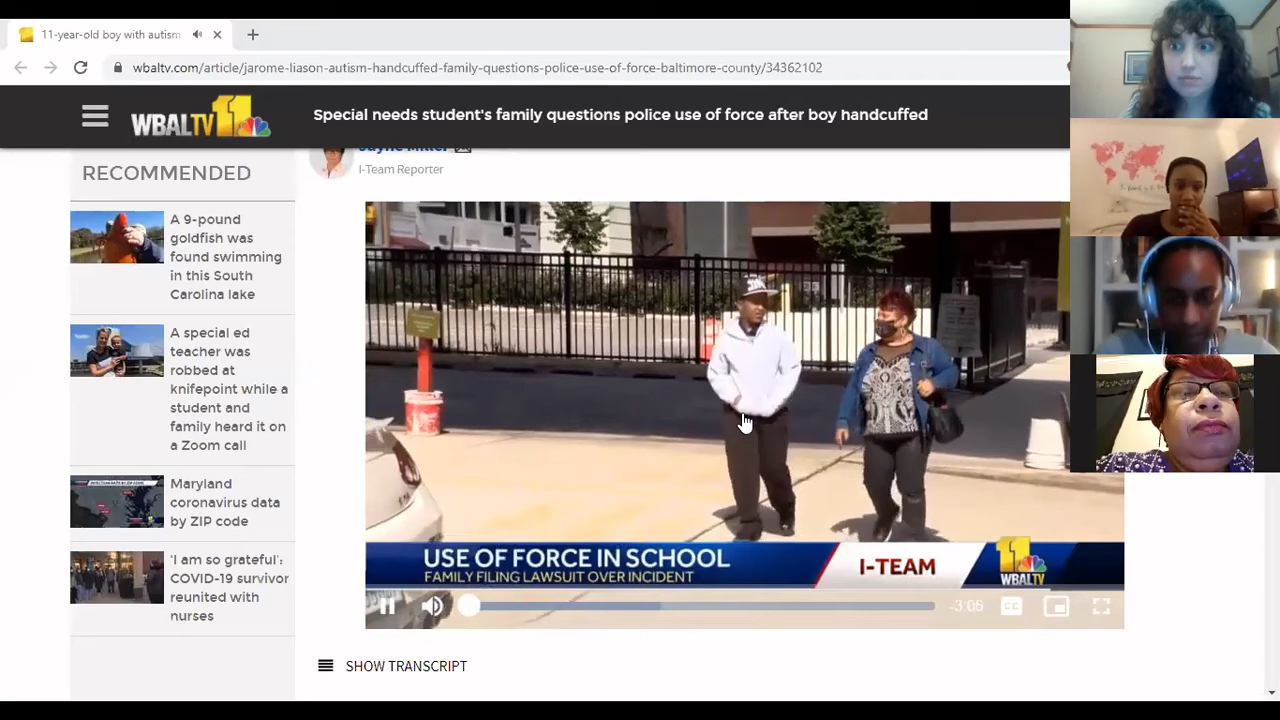 11-year-old boy with autism
wbaltv.com/article/jarome-liason-autism-handcuffed-family-questions-police-use-of-force-baltimore-county/34362102
WBALTV 11
Special needs student's family questions police use of force after boy handcuffed
Jayne Miller
I-Team Reporter
RECOMMENDED
A 9-pound
goldfish was
found swimming
in this South
Carolina lake
A special ed
teacher was
robbed at
knifepoint while a
student and
family heard it on
a Zoom call
Maryland
coronavirus data
by ZIP code
'I am so grateful':
COVID-19 survivor
reunited with
nurses
USE OF FORCE IN SCHOOL
FAMILY FILING LAWSUIT OVER INCIDENT
I-TEAM
11
WBALTV
-3:06
CC
SHOW TRANSCRIPT